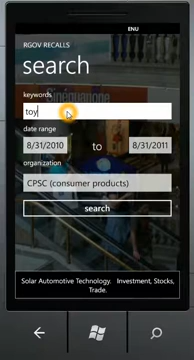 ENU
RGOV RECALLS
search
keywords
toy
date range
8/31/2010 to 8/31/2011
organization
CPSC (consumer products)
search
Solar Automotive Technology. Investment, Stocks,
Trade.